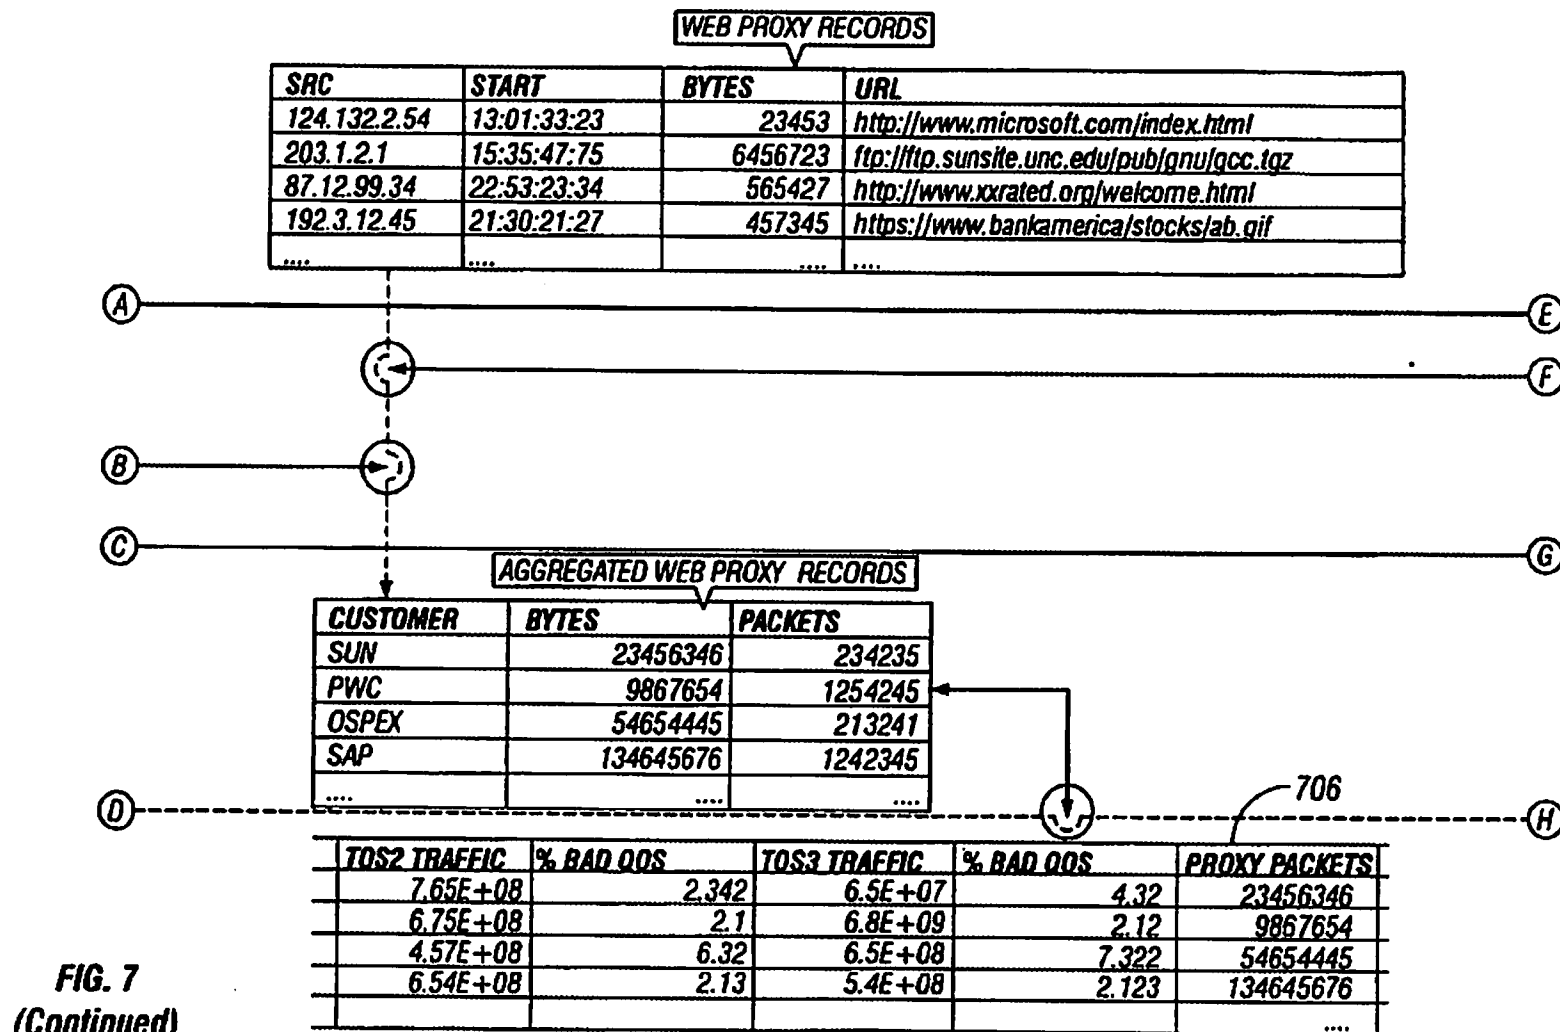 WEB PROXY RECORDS
SRC START BYTES URL
124.132.2.54 13:01:33:23 23453 http://www.microsoft.com/index.html
203.1.2.1 15:35:47:75 6456723 ftp://ftp.sunsite.unc.edu/pub/gnu/gcc.tgz
87.12.99.34 22:53:23:34 565427 http://www.xxrated.org/welcome.html
192.3.12.45 21:30:21:27 457345 https://www.bankamerica/stocks/ab.gif
.... .... .... ....
A E
F
B
C G
AGGREGATED WEB PROXY RECORDS
CUSTOMER BYTES PACKETS
SUN 23456346 234235
PWC 9867654 1254245
OSPEX 54654445 213241
SAP 134645676 1242345
.... .... ....
706
D H
TOS2 TRAFFIC % BAD QOS TOS3 TRAFFIC % BAD QOS PROXY PACKETS
7.65E+08 2.342 6.5E+07 4.32 23456346
6.75E+08 2.1 6.8E+09 2.12 9867654
4.57E+08 6.32 6.5E+08 7.322 54654445
6.54E+08 2.13 5.4E+08 2.123 134645676
....
FIG. 7
(Continued)